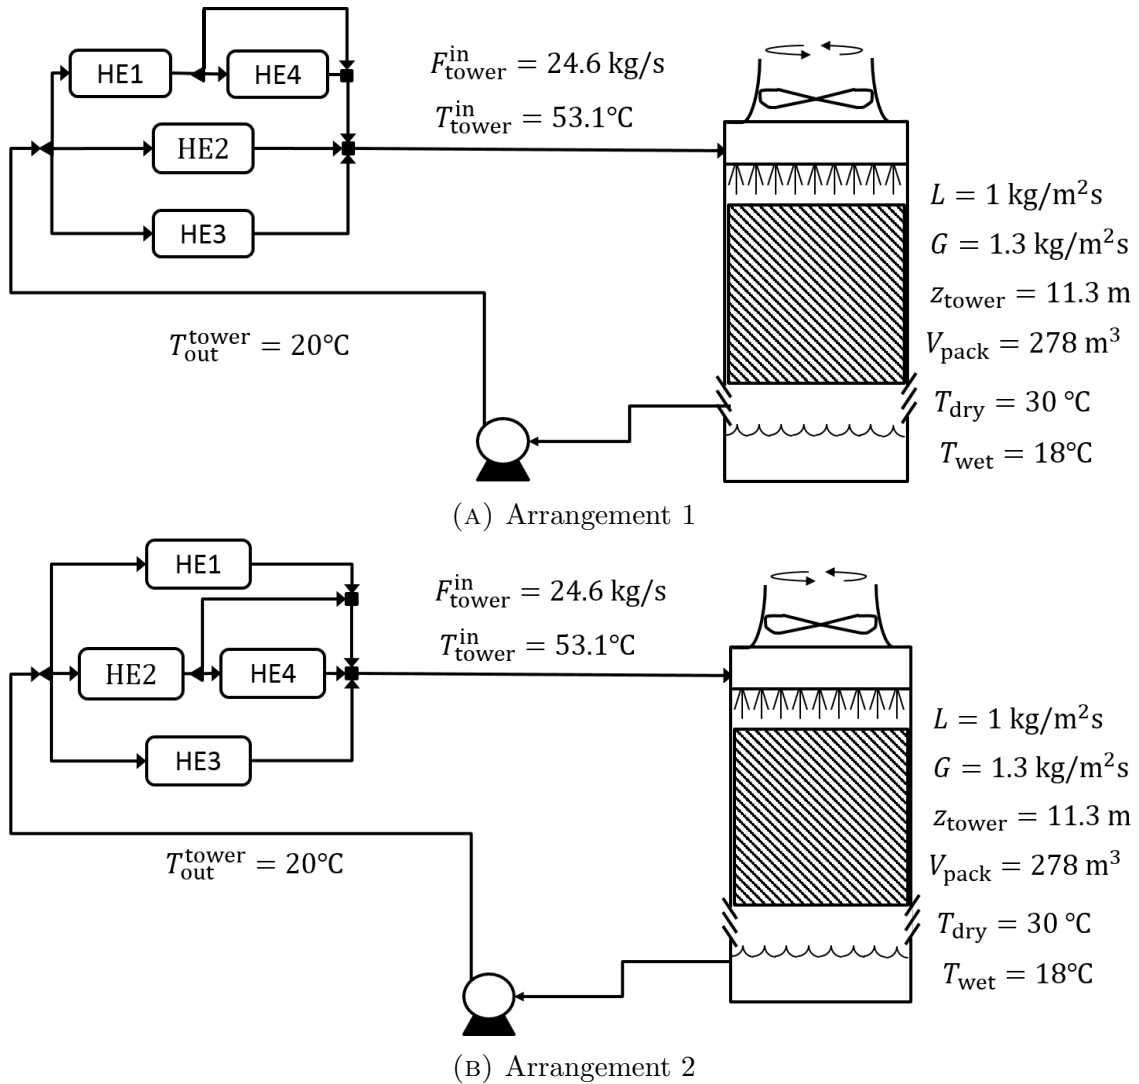 HE1
HE4
HE2
HE3
F_tower^in = 24.6 kg/s
T_tower^in = 53.1°C
T_out^tower = 20°C
L = 1 kg/m²s
G = 1.3 kg/m²s
z_tower = 11.3 m
V_pack = 278 m³
T_dry = 30 °C
T_wet = 18°C
(A) Arrangement 1
HE1
HE2
HE4
HE3
F_tower^in = 24.6 kg/s
T_tower^in = 53.1°C
T_out^tower = 20°C
L = 1 kg/m²s
G = 1.3 kg/m²s
z_tower = 11.3 m
V_pack = 278 m³
T_dry = 30 °C
T_wet = 18°C
(B) Arrangement 2